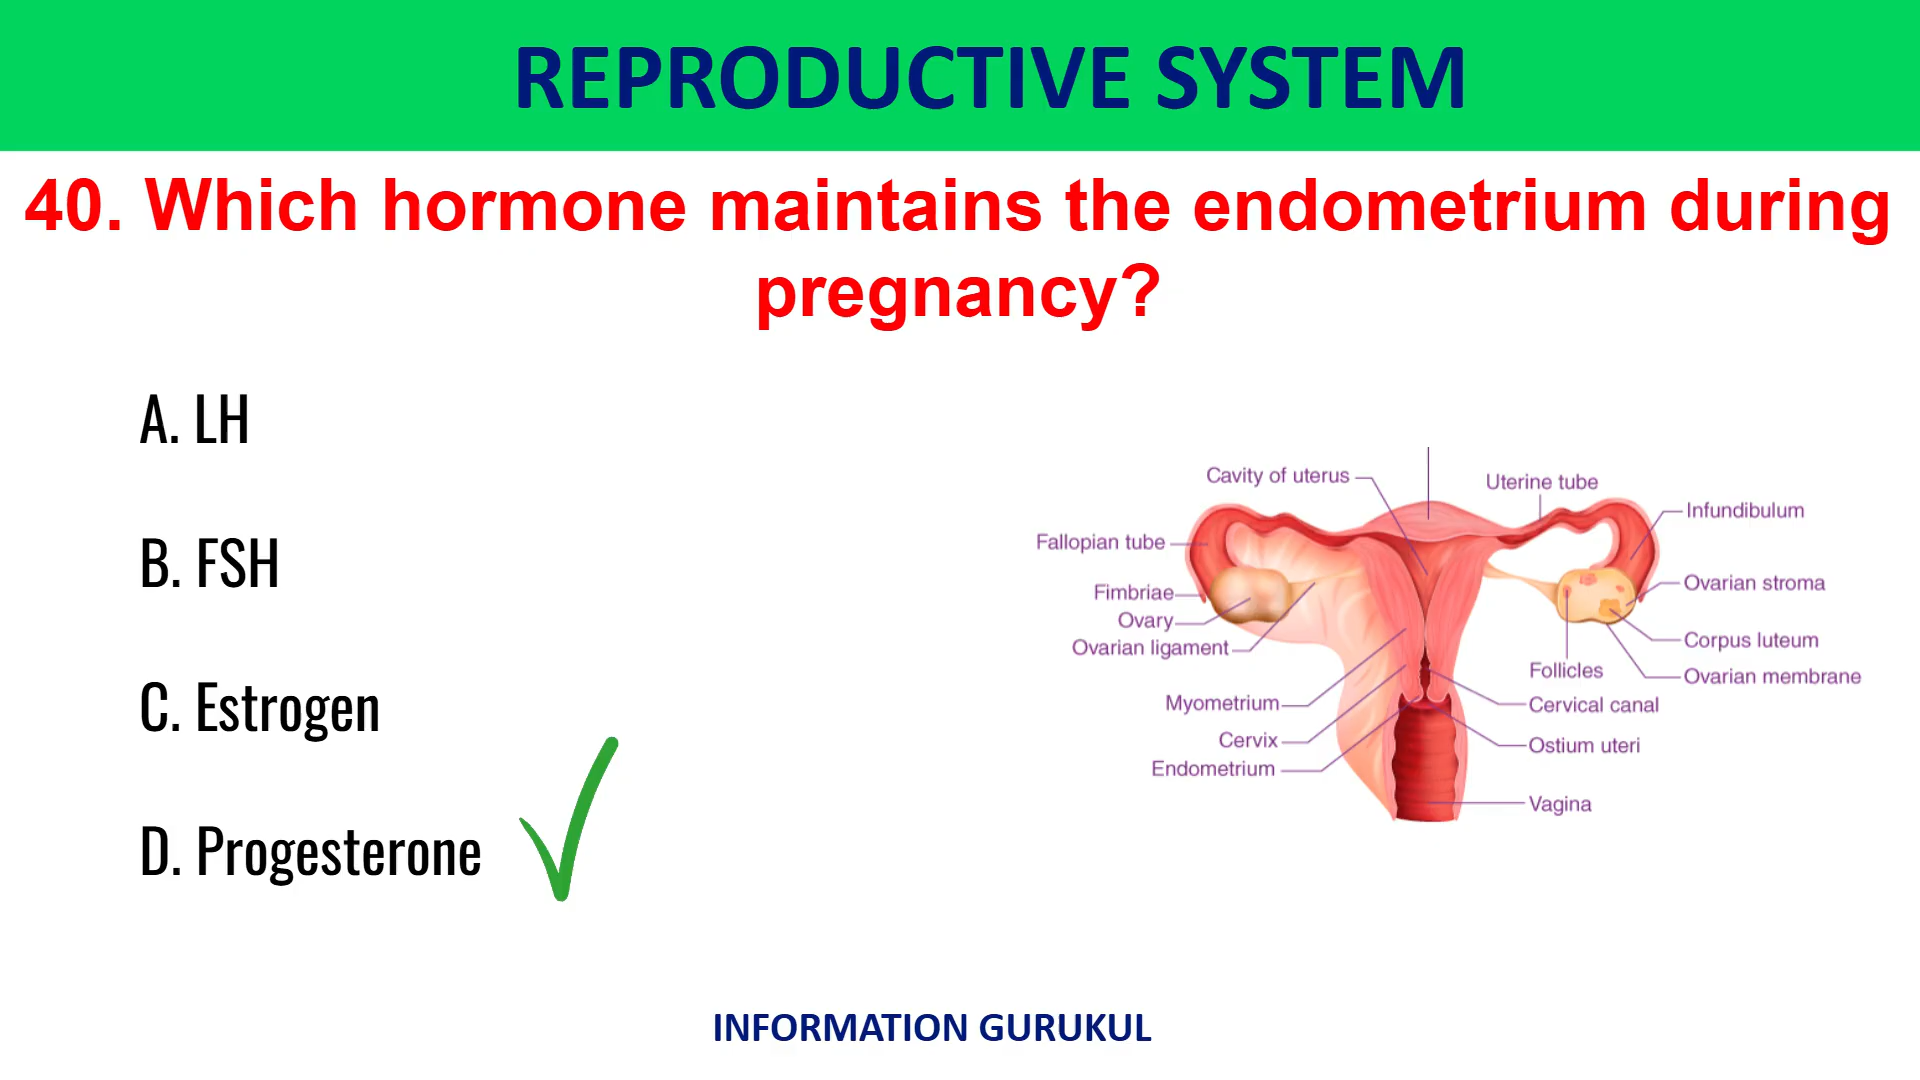 REPRODUCTIVE SYSTEM
40. Which hormone maintains the endometrium during
pregnancy?
A. LH
B. FSH
C. Estrogen
D. Progesterone
Cavity of uterus
Uterine tube
Infundibulum
Fallopian tube
Fimbriae
Ovary
Ovarian ligament
Ovarian stroma
Corpus luteum
Follicles
Ovarian membrane
Myometrium
Cervical canal
Cervix
Ostium uteri
Endometrium
Vagina
INFORMATION GURUKUL